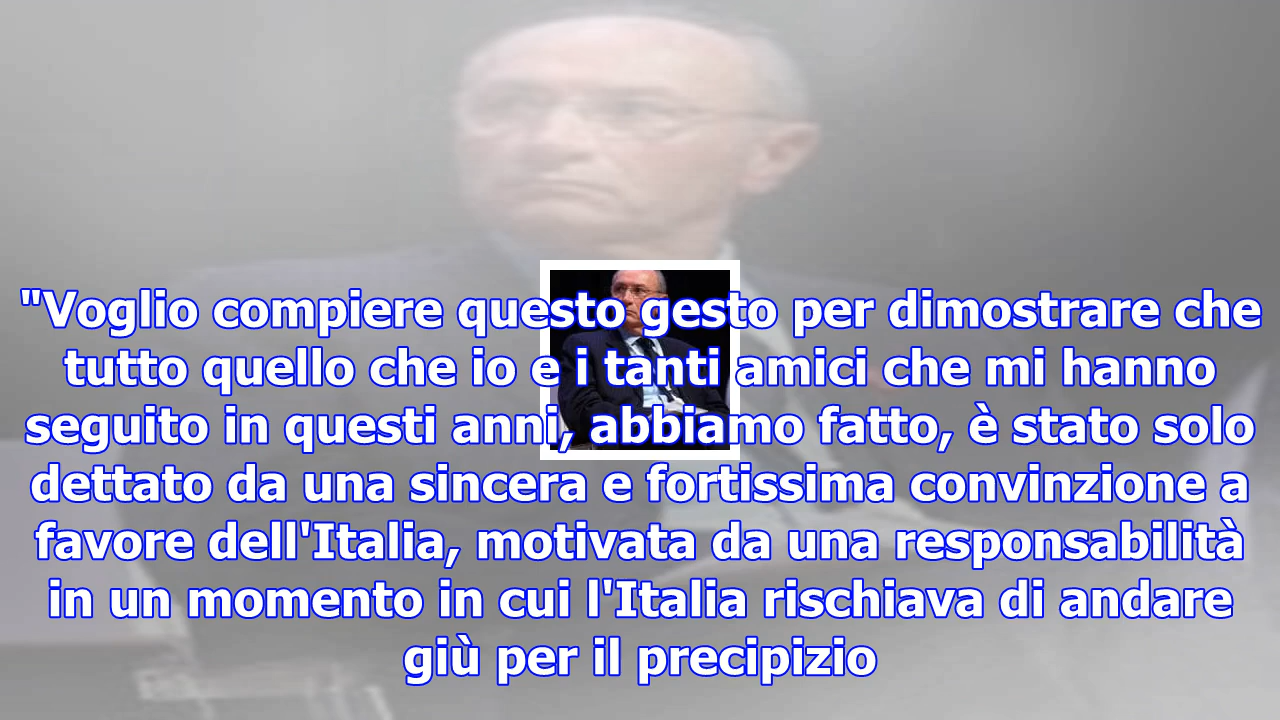 "Voglio compiere questo gesto per dimostrare che
tutto quello che io e i tanti amici che mi hanno
seguito in questi anni, abbiamo fatto, è stato solo
dettato da una sincera e fortissima convinzione a
favore dell'Italia, motivata da una responsabilità
in un momento in cui l'Italia rischiava di andare
giù per il precipizio